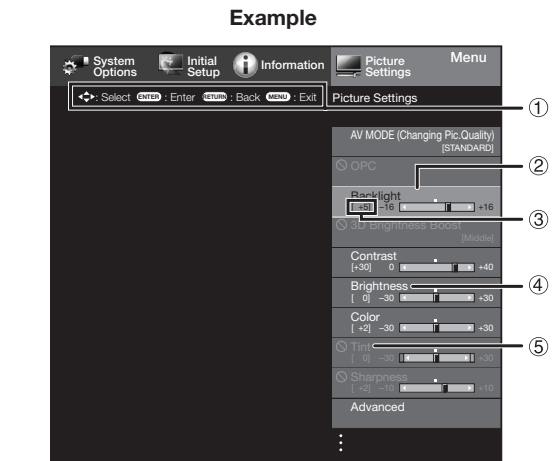 Example
System Options
Initial Setup
Information
Picture Settings
Menu
: Select ENTER : Enter RETURN : Back MENU : Exit
Picture Settings
①
AV MODE (Changing Pic.Quality)
[STANDARD]
OPC
②
Backlight
[ +5] –16 +16
③
3D Brightness Boost
[Middle]
Contrast
[+30] 0 +40
Brightness
④
[ 0] –30 +30
Color
[ +2] –30 +30
Tint
⑤
[ 0] –30 +30
Sharpness
[ +2] –10 +10
Advanced